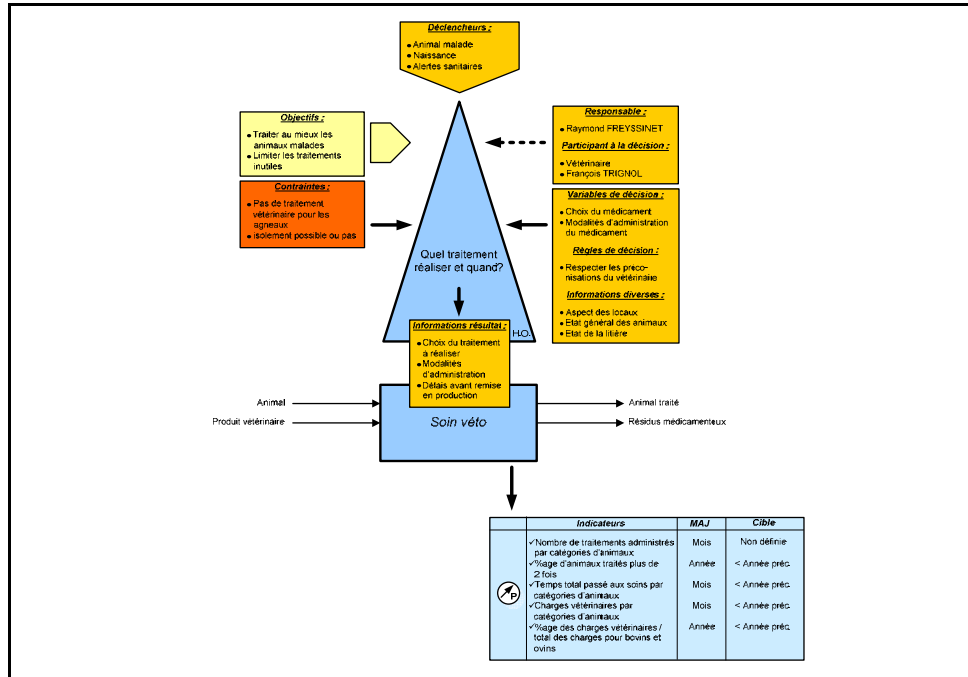 Déclencheurs :
• Animal malade
• Naissance
• Alertes sanitaires
Objectifs :
• Traiter au mieux les
animaux malades
• Limiter les traitements
inutiles
Contraintes :
• Pas de traitement
vétérinaire pour les
agneaux
• isolement possible ou pas
Responsable :
• Raymond FREYSSINET
Participant à la décision :
• Vétérinaire
• François TRIGNOL
Variables de décision :
• Choix du médicament
• Modalités d'administration
du médicament
Règles de décision :
• Respecter les préco-
nisations du vétérinaire
Informations diverses :
• Aspect des locaux
• Etat général des animaux
• Etat de la litière
Quel traitement
réaliser et quand?
H.O.
Informations résultat :
• Choix du traitement
à réaliser
• Modalités
d'administration
• Délais avant remise
en production
Animal
Produit vétérinaire
Soin véto
Animal traité
Résidus médicamenteux
Indicateurs MAJ Cible
✓Nombre de traitements administrés Mois Non définie
par catégories d'animaux
✓%age d'animaux traités plus de Année < Année préc.
2 fois
✓Temps total passé aux soins par Mois < Année préc.
catégories d'animaux
✓Charges vétérinaires par Mois < Année préc.
catégories d'animaux
✓%age des charges vétérinaires / Année < Année préc.
total des charges pour bovins et
ovins
P